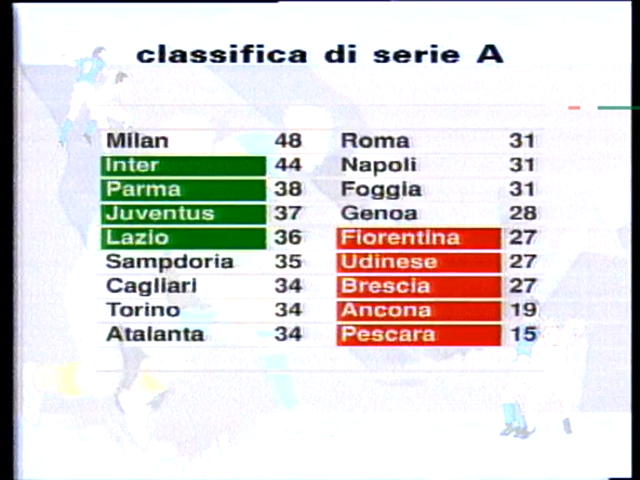 classifica di serie A
Milan 48
Inter 44
Parma 38
Juventus 37
Lazio 36
Sampdoria 35
Cagliari 34
Torino 34
Atalanta 34
Roma 31
Napoli 31
Foggia 31
Genoa 28
Fiorentina 27
Udinese 27
Brescia 27
Ancona 19
Pescara 15